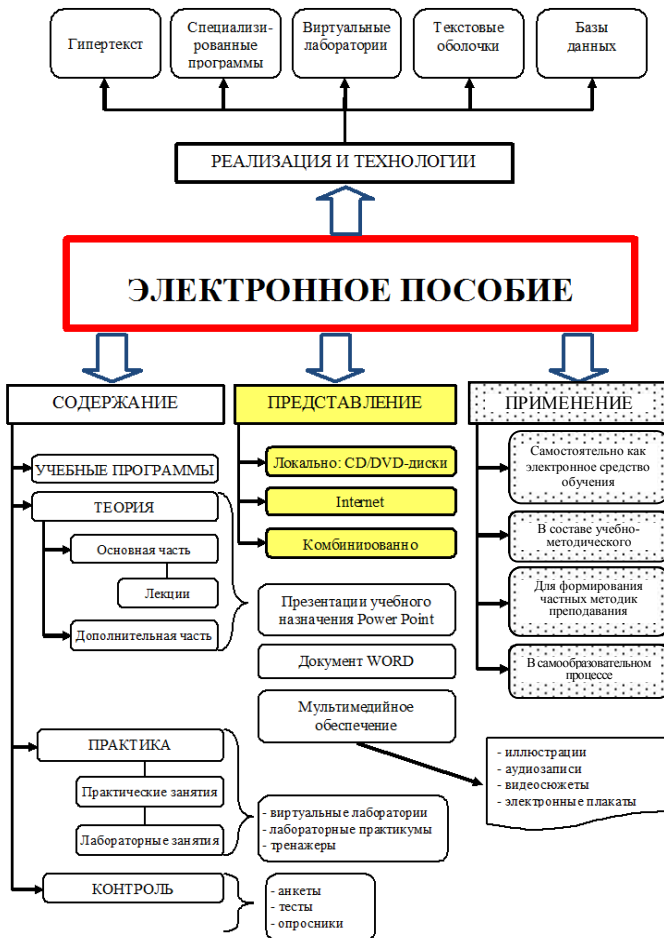 Гипертекст
Специализи-
рованные
программы
Виртуальные
лаборатории
Текстовые
оболочки
Базы
данных
РЕАЛИЗАЦИЯ И ТЕХНОЛОГИИ
ЭЛЕКТРОННОЕ ПОСОБИЕ
СОДЕРЖАНИЕ
УЧЕБНЫЕ ПРОГРАММЫ
ТЕОРИЯ
Основная часть
Лекции
Дополнительная часть
ПРАКТИКА
Практические занятия
Лабораторные занятия
КОНТРОЛЬ
ПРЕДСТАВЛЕНИЕ
Локально: CD/DVD-диски
Internet
Комбинированно
Презентации учебного
назначения Power Point
Документ WORD
Мультимедийное
обеспечение
- виртуальные лаборатории
- лабораторные практикумы
- тренажеры
- анкеты
- тесты
- опросники
ПРИМЕНЕНИЕ
Самостоятельно как
электронное средство
обучения
В составе учебно-
методического
Для формирования
частных методик
преподавания
В самообразовательном
процессе
- иллюстрации
- аудиозаписи
- видеосюжеты
- электронные плакаты